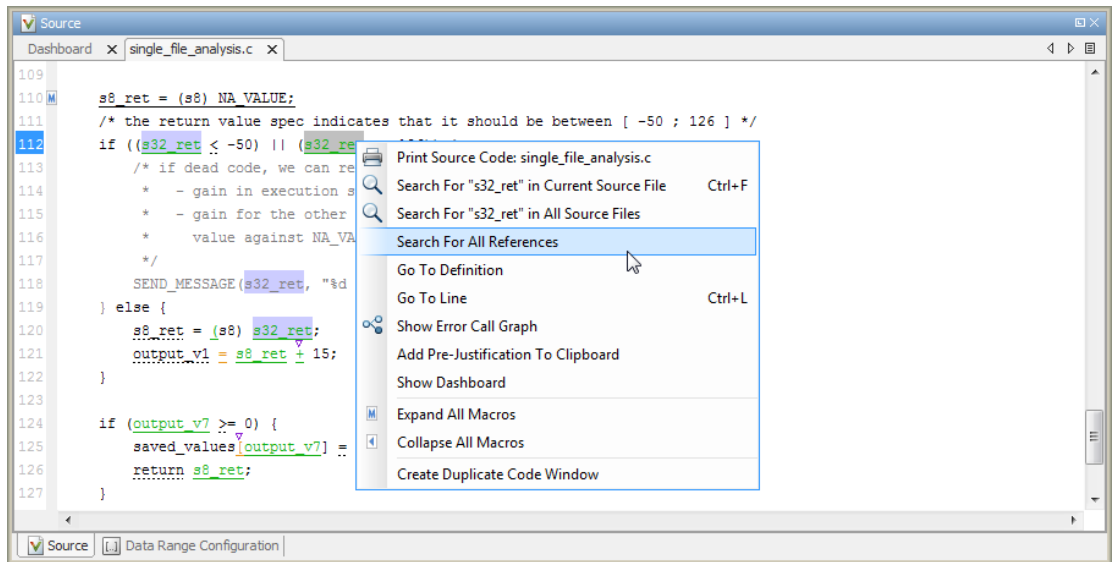 Source
Dashboard single_file_analysis.c
109
110 M s8_ret = (s8) NA_VALUE;
111 /* the return value spec indicates that it should be between [ -50 ; 126 ] */
112 if ((s32_ret < -50) || (s32_re
113 /* if dead code, we can re
114 * - gain in execution s
115 * - gain for the other
116 * value against NA_VA
117 */
118 SEND_MESSAGE(s32_ret, "%d
119 } else {
120 s8_ret = (s8) s32_ret;
121 output_v1 = s8_ret + 15;
122 }
123
124 if (output_v7 >= 0) {
125 saved_values[output_v7] =
126 return s8_ret;
127 }
Print Source Code: single_file_analysis.c
Search For "s32_ret" in Current Source File Ctrl+F
Search For "s32_ret" in All Source Files
Search For All References
Go To Definition
Go To Line Ctrl+L
Show Error Call Graph
Add Pre-Justification To Clipboard
Show Dashboard
M Expand All Macros
Collapse All Macros
Create Duplicate Code Window
Source [..] Data Range Configuration